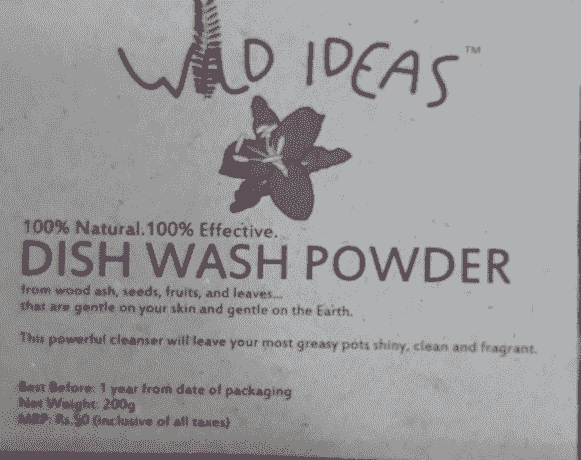 WILD IDEAS™
100% Natural.100% Effective.
DISH WASH POWDER
from wood ash, seeds, fruits, and leaves...
that are gentle on your skin and gentle on the Earth.
This powerful cleanser will leave your most greasy pots shiny, clean and fragrant.
Best Before: 1 year from date of packaging
Net Weight: 200g
MRP: Rs.50 (inclusive of all taxes)